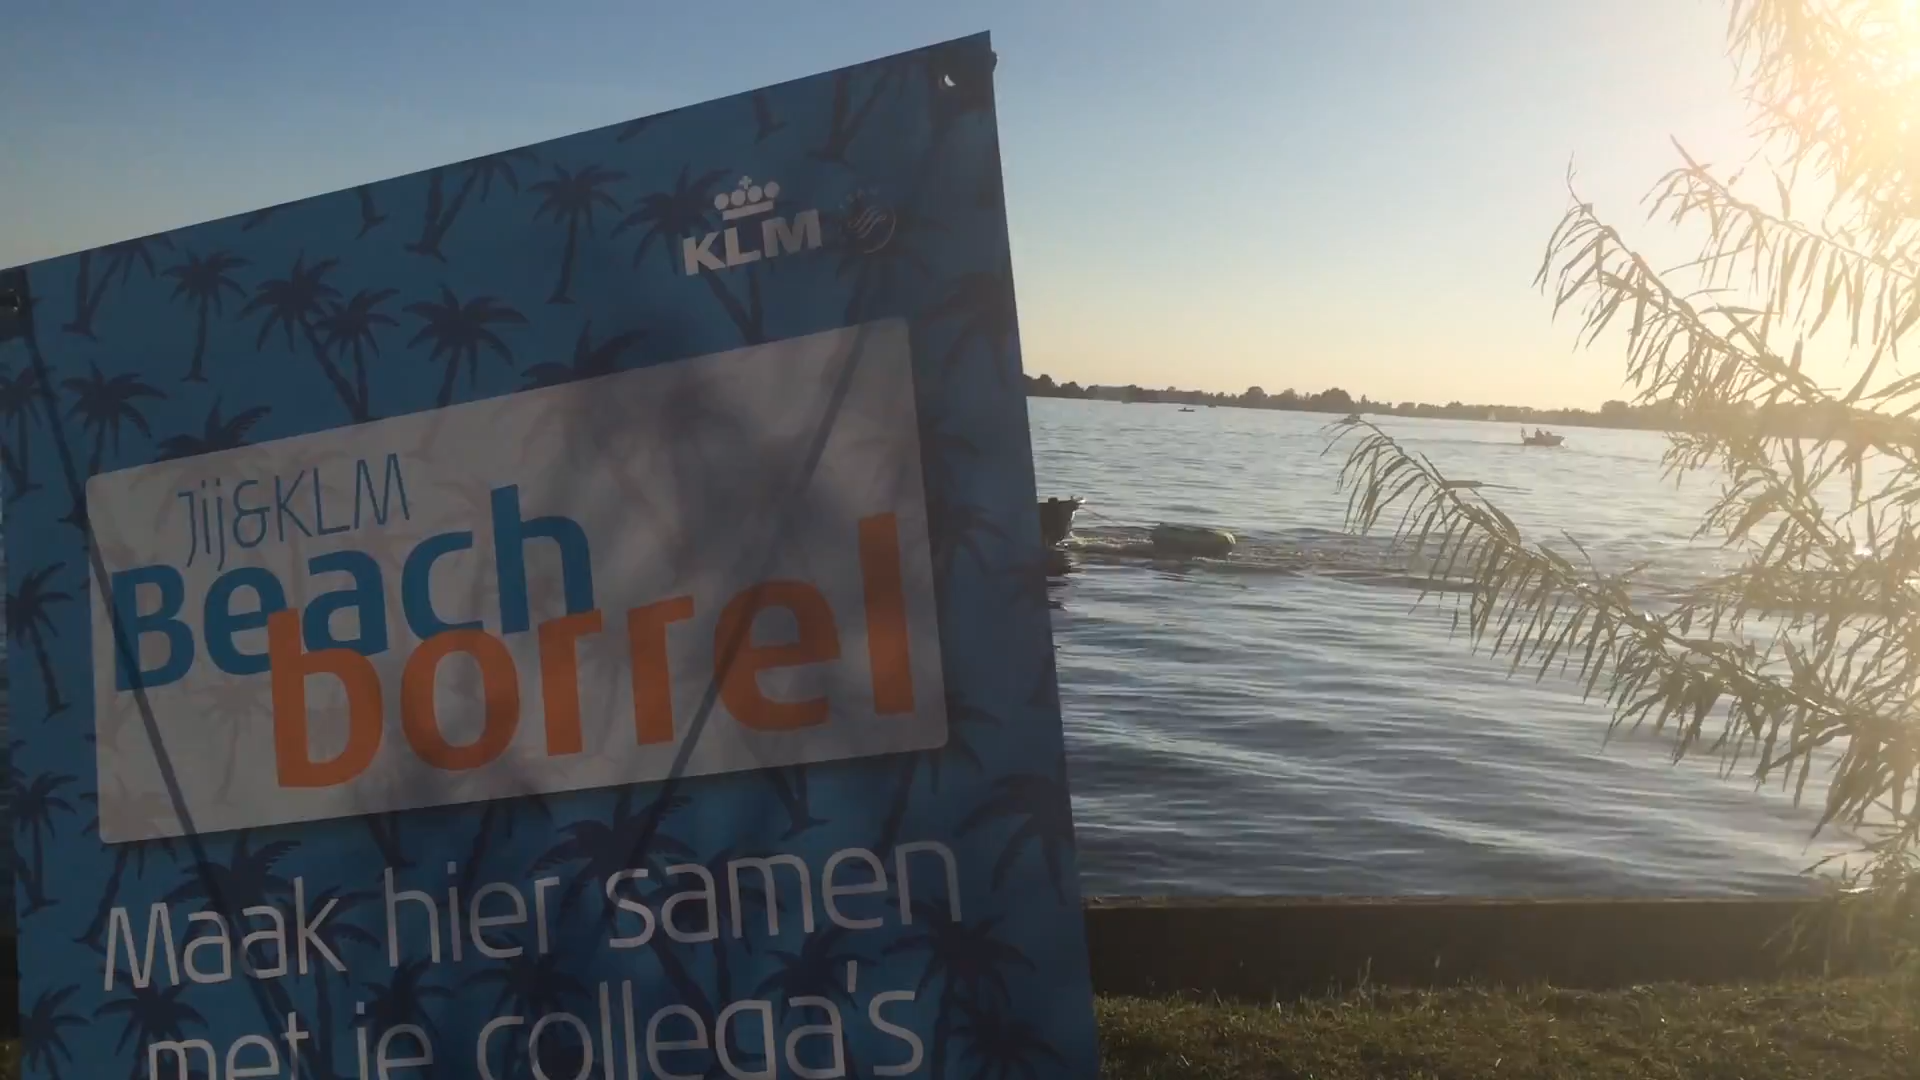 KLM
Jij&KLM
Beach
borrel
Maak hier samen
met je collega's